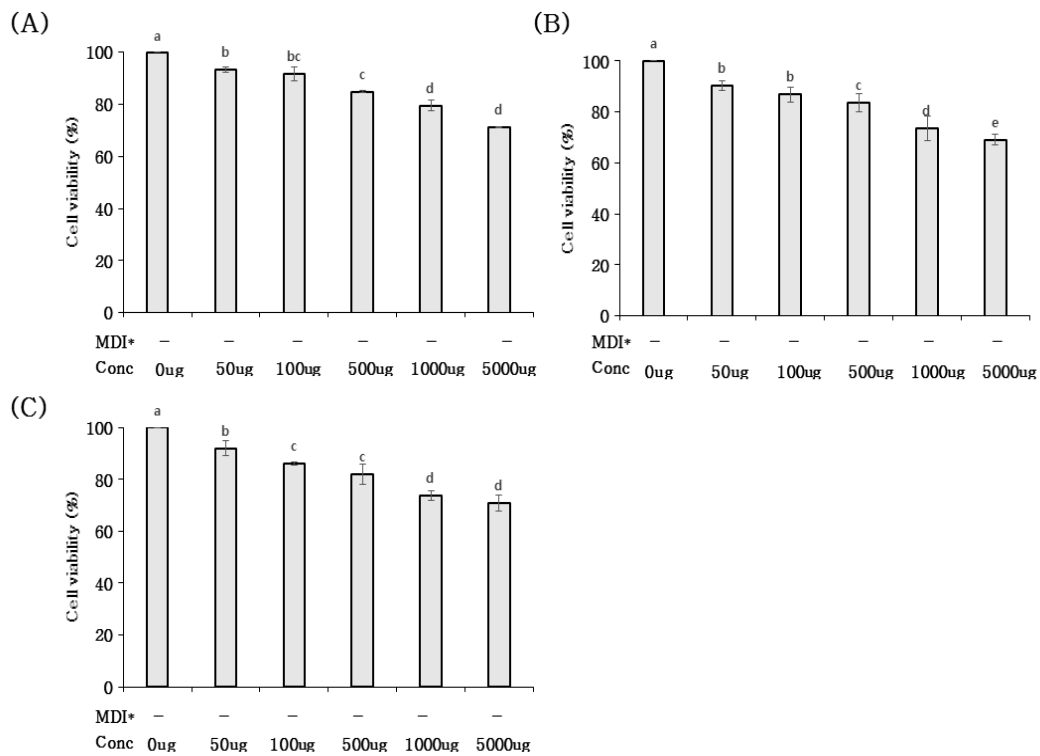 (A)
a
b
bc
c
d
d
100
80
60
40
20
0
Cell viability (%)
MDI* – – – – – –
Conc 0ug 50ug 100ug 500ug 1000ug 5000ug
(B)
a
b
b
c
d
e
100
80
60
40
20
0
Cell viability (%)
MDI* – – – – – –
Conc 0ug 50ug 100ug 500ug 1000ug 5000ug
(C)
a
b
c
c
d
d
100
80
60
40
20
0
Cell viability (%)
MDI* – – – – – –
Conc 0ug 50ug 100ug 500ug 1000ug 5000ug